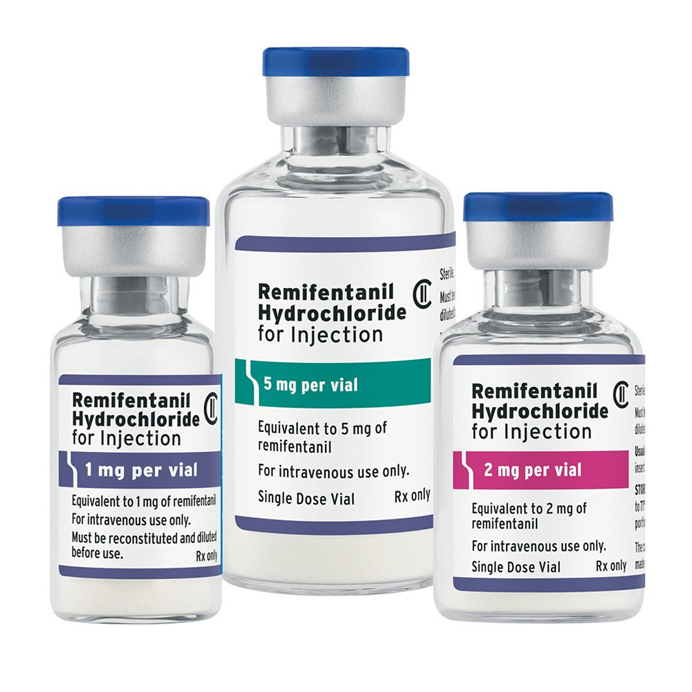 Remifentanil
Hydrochloride CII
for Injection
1 mg per vial
Equivalent to 1 mg of remifentanil
For intravenous use only.
Must be reconstituted and diluted
before use. Rx only
Remifentanil
Hydrochloride CII
for Injection
5 mg per vial
Equivalent to 5 mg of
remifentanil
For intravenous use only.
Single Dose Vial Rx only
Sterile
Must
Remifentanil
Hydrochloride CII
for Injection
2 mg per vial
Equivalent to 2 mg of
remifentanil
For intravenous use only.
Single Dose Vial Rx only